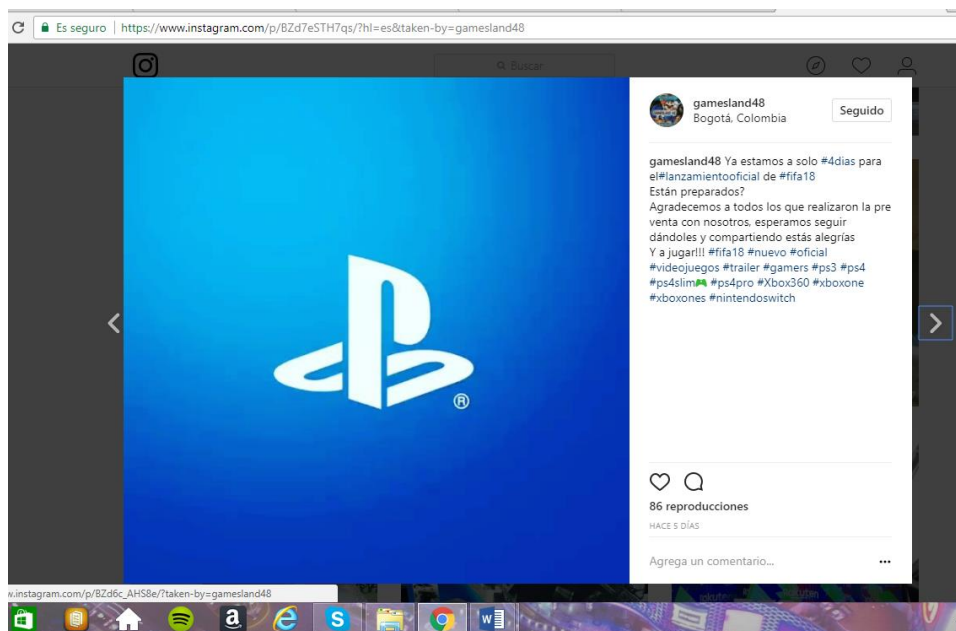 Es seguro | https://www.instagram.com/p/BZd7eSTH7qs/?hl=es&taken-by=gamesland48
Buscar
gamesland48
Bogotá, Colombia
Seguido
gamesland48 Ya estamos a solo #4dias para
el#lanzamientooficial de #fifa18
Están preparados?
Agradecemos a todos los que realizaron la pre
venta con nosotros, esperamos seguir
dándoles y compartiendo estás alegrías
Y a jugar!!! #fifa18 #nuevo #oficial
#videojuegos #trailer #gamers #ps3 #ps4
#ps4slim🎮 #ps4pro #Xbox360 #xboxone
#xboxones #nintendoswitch
®
86 reproducciones
HACE 5 DÍAS
Agrega un comentario...
w.instagram.com/p/BZd6c_AHS8e/?taken-by=gamesland48